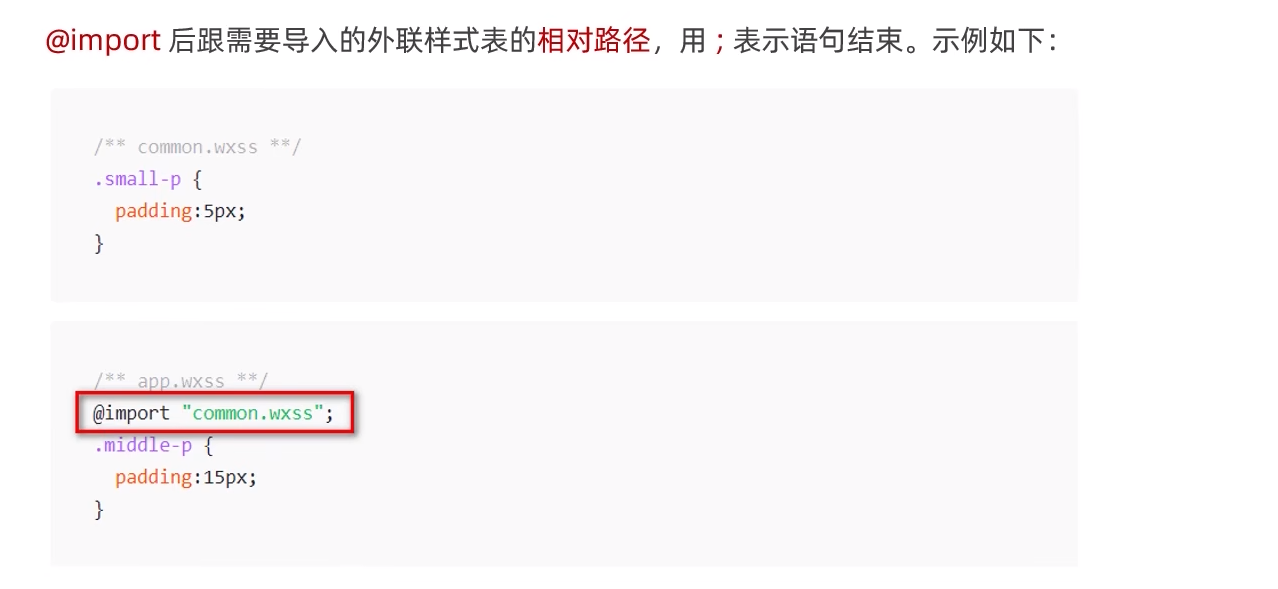 @import 后跟需要导入的外联样式表的相对路径，用 ; 表示语句结束。示例如下：
/** common.wxss **/
.small-p {
  padding:5px;
}
/** app.wxss **/
@import "common.wxss";
.middle-p {
  padding:15px;
}